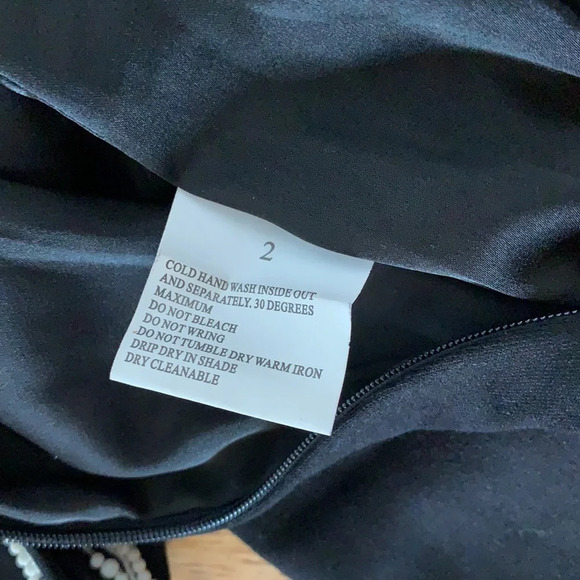 2
COLD HAND WASH INSIDE OUT
AND SEPARATELY. 30 DEGREES
MAXIMUM
DO NOT BLEACH
DO NOT WRING
DO NOT TUMBLE DRY WARM IRON
DRIP DRY IN SHADE
DRY CLEANABLE